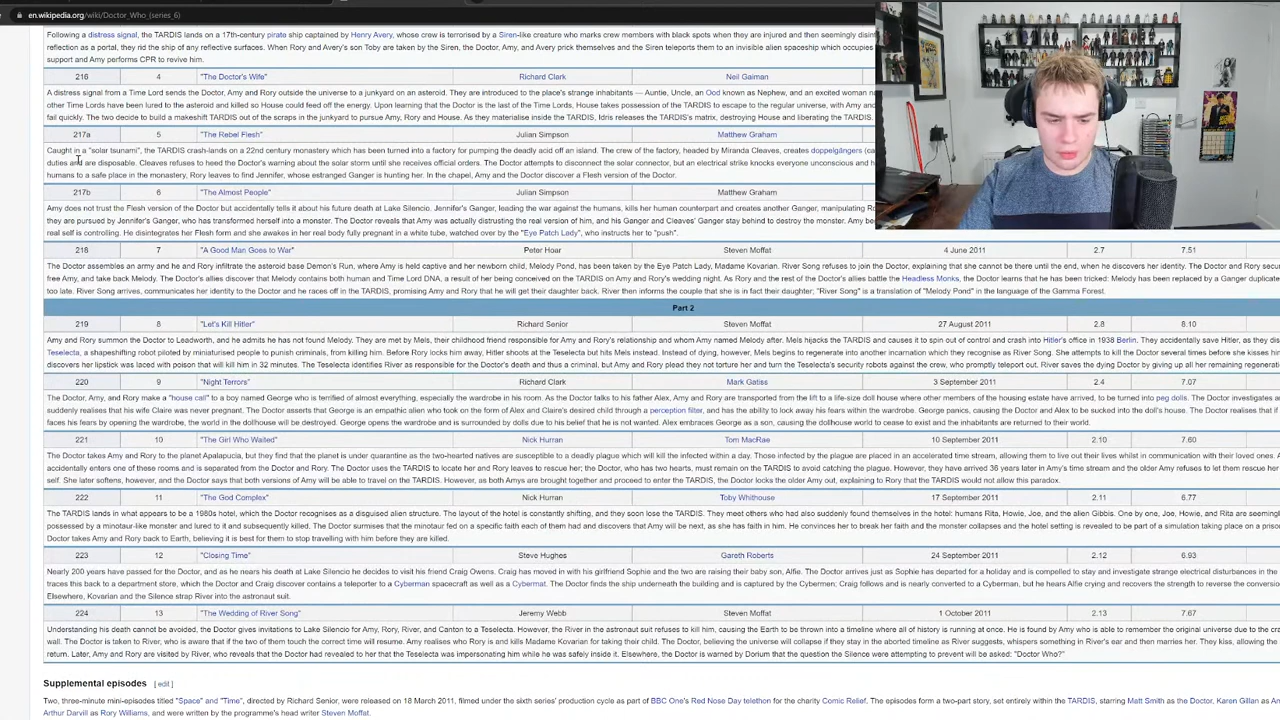 en.wikipedia.org/wiki/Doctor_Who_(series_6)
Following a distress signal, the TARDIS lands on a 17th-century pirate ship captained by Henry Avery, whose crew is terrorised by a Siren-like creature who marks crew members with black spots when they are injured and then seemingly disin
reflection as a portal, they rid the ship of any reflective surfaces. When Rory and Avery's son Toby are taken by the Siren, the Doctor, Amy, and Avery prick themselves and the Siren teleports them to an invisible alien spaceship which occupies
support and Amy performs CPR to revive him.
216 4 "The Doctor's Wife" Richard Clark Neil Gaiman
A distress signal from a Time Lord sends the Doctor, Amy and Rory outside the universe to a junkyard on an asteroid. They are introduced to the place's strange inhabitants — Auntie, Uncle, an Ood known as Nephew, and an excited woman na
other Time Lords have been lured to the asteroid and killed so House could feed off the energy. Upon learning that the Doctor is the last of the Time Lords, House takes possession of the TARDIS to escape to the regular universe, with Amy and
fail quickly. The two decide to build a makeshift TARDIS out of the scraps in the junkyard to pursue Amy, Rory and House. As they materialise inside the TARDIS, Idris releases the TARDIS's matrix, destroying House and liberating the TARDIS.
217a 5 "The Rebel Flesh" Julian Simpson Matthew Graham
Caught in a "solar tsunami", the TARDIS crash-lands on a 22nd century monastery which has been turned into a factory for pumping the deadly acid off an island. The crew of the factory, headed by Miranda Cleaves, creates doppelgängers (ca
duties and are disposable. Cleaves refuses to heed the Doctor's warning about the solar storm until she receives official orders. The Doctor attempts to disconnect the solar connector, but an electrical strike knocks everyone unconscious and h
humans to a safe place in the monastery, Rory leaves to find Jennifer, whose estranged Ganger is hunting her. In the chapel, Amy and the Doctor discover a Flesh version of the Doctor.
217b 6 "The Almost People" Julian Simpson Matthew Graham
Amy does not trust the Flesh version of the Doctor but accidentally tells it about his future death at Lake Silencio. Jennifer's Ganger, leading the war against the humans, kills her human counterpart and creates another Ganger, manipulating R
they are pursued by Jennifer's Ganger, who has transformed herself into a monster. The Doctor reveals that Amy was actually distrusting the real version of him, and his Ganger and Cleaves' Ganger stay behind to destroy the monster. Amy be
real self is controlling. He disintegrates her Flesh form and she awakes in her real body fully pregnant in a white tube, watched over by the "Eye Patch Lady", who instructs her to "push".
218 7 "A Good Man Goes to War" Peter Hoar Steven Moffat 4 June 2011 2.7 7.51
The Doctor assembles an army and he and Rory infiltrate the asteroid base Demon's Run, where Amy is held captive and her newborn child, Melody Pond, has been taken by the Eye Patch Lady, Madame Kovarian. River Song refuses to join the Doctor, explaining that she cannot be there until the end, when he discovers her identity. The Doctor and Rory secu
free Amy, and take back Melody. The Doctor's allies discover that Melody contains both human and Time Lord DNA, a result of her being conceived on the TARDIS on Amy's wedding night. As Rory and the rest of the Doctor's allies battle the Headless Monks, the Doctor learns that he has been tricked: Melody has been replaced by a Ganger duplicate
too late. River Song arrives, communicates her identity to the Doctor and he races off in the TARDIS, promising Amy and Rory that he will get their daughter back. River then informs the couple that she is in fact their daughter; "River Song" is a translation of "Melody Pond" in the language of the Gamma Forest.
Part 2
219 8 "Let's Kill Hitler" Richard Senior Steven Moffat 27 August 2011 2.8 8.10
Amy and Rory summon the Doctor to Leadworth, and he admits he has not found Melody. They are met by Mels, their childhood friend responsible for Amy and Rory's relationship and whom Amy named Melody after. Mels hijacks the TARDIS and causes it to spin out of control and crash into Hitler's office in 1938 Berlin. They accidentally save Hitler, as they dis
Teselecta, a shapeshifting robot piloted by miniaturised people to punish criminals, from killing him. Before Rory locks him away, Hitler shoots at the Teselecta but hits Mels instead. Instead of dying, however, Mels begins to regenerate into another incarnation which they recognise as River Song. She attempts to kill the Doctor several times before she kisses him
discovers her lipstick was laced with poison that will kill him in 32 minutes. The Teselecta identifies River as responsible for the Doctor's death and thus a criminal, but Amy and Rory plead they not torture her and turn the Teselecta's security robots against the crew, who promptly teleport out. River saves the dying Doctor by giving up all her remaining regenerati
220 9 "Night Terrors" Richard Clark Mark Gatiss 3 September 2011 2.4 7.07
The Doctor, Amy, and Rory make a "house call" to a boy named George who is terrified of almost everything, especially the wardrobe in his room. As the Doctor talks to his father Alex, Amy and Rory are transported from the lift to a life-size doll house where other members of the housing estate have arrived, to be turned into peg dolls. The Doctor investigates a
suddenly realises that his wife Claire was never pregnant. The Doctor asserts that George is an empathic alien who took on the form of Alex and Claire's desired child through a perception filter, and has the ability to lock away his fears within the wardrobe. George panics, causing the Doctor and Alex to be sucked into the doll's house. The Doctor realises that if
faces his fears by opening the wardrobe, the world in the dollhouse will be destroyed. George opens the wardrobe and is surrounded by dolls due to his belief that he is not wanted. Alex embraces George as a son, causing the dollhouse world to cease to exist and the inhabitants are returned to their world.
221 10 "The Girl Who Waited" Nick Hurran Tom MacRae 10 September 2011 2.10 7.60
The Doctor takes Amy and Rory to the planet Apalapucia, but they find that the planet is under quarantine as the two-hearted natives are susceptible to a deadly plague which will kill the infected within a day. Those infected by the plague are placed in an accelerated time stream, allowing them to live out their lives whilst in communication with their loved ones. A
accidentally enters one of these rooms and is separated from the Doctor and Rory. The Doctor uses the TARDIS to locate her and Rory leaves to rescue her; the Doctor, who has two hearts, must remain on the TARDIS to avoid catching the plague. However, they have arrived 36 years later in Amy's time stream and the older Amy refuses to let them rescue her
self. She later softens, however, and the Doctor says that both versions of Amy will be able to travel on the TARDIS. However, as both Amys are brought together and proceed to enter the TARDIS, the Doctor locks the older Amy out, explaining to Rory that the TARDIS would not allow this paradox.
222 11 "The God Complex" Nick Hurran Toby Whithouse 17 September 2011 2.11 6.77
The TARDIS lands in what appears to be a 1980s hotel, which the Doctor recognises as a disguised alien structure. The layout of the hotel is constantly shifting, and they soon lose the TARDIS. They meet others who had also suddenly found themselves in the hotel: humans Rita, Howie, Joe, and the alien Gibbis. One by one, Joe, Howie, and Rita are seeming
possessed by a minotaur-like monster and lured to it and subsequently killed. The Doctor surmises that the minotaur fed on a specific faith each of them had and discovers that Amy will be next, as she has faith in him. He convinces her to break her faith and the monster collapses and the hotel setting is revealed to be part of a simulation taking place on a prison
Doctor takes Amy and Rory back to Earth, believing it is best for them to stop travelling with him before they are killed.
223 12 "Closing Time" Steve Hughes Gareth Roberts 24 September 2011 2.12 6.93
Nearly 200 years have passed for the Doctor, and as he nears his death at Lake Silencio he decides to visit his friend Craig Owens. Craig has moved in with his girlfriend Sophie and the two are raising their baby son, Alfie. The Doctor arrives just as Sophie has departed for a holiday and is compelled to stay and investigate strange electrical disturbances in the
traces this back to a department store, which the Doctor and Craig discover contains a teleporter to a Cyberman spacecraft as well as a Cybermat. The Doctor finds the ship underneath the building and is captured by the Cybermen; Craig follows and is nearly converted to a Cyberman, but he hears Alfie crying and recovers the strength to reverse the conversio
Elsewhere, Kovarian and the Silence strap River into the astronaut suit.
224 13 "The Wedding of River Song" Jeremy Webb Steven Moffat 1 October 2011 2.13 7.67
Understanding his death cannot be avoided, the Doctor gives invitations to Lake Silencio for Amy, Rory, River, and Canton to a Teselecta. However, the River in the astronaut suit refuses to kill him, causing the Earth to be thrown into a timeline where all of history is running at once. He is found by Amy who is able to remember the original universe due to the cra
wall. The Doctor is taken to River, who is aware that if the two of them touch the correct time will resume. Amy realises who Rory is and kills Madame Kovarian for taking their child. The Doctor, believing the universe will collapse if they stay in the aborted timeline as River suggests, whispers something in River's ear and then marries her. They kiss, allowing the
return. Later, Amy and Rory are visited by River, who reveals that the Doctor had revealed to her that the Teselecta was impersonating him while he was safely inside it. Elsewhere, the Doctor is warned by Dorium that the question the Silence were attempting to prevent will be asked: "Doctor Who?"
Supplemental episodes [ edit ]
Two, three-minute mini-episodes titled "Space" and "Time", directed by Richard Senior, were released on 18 March 2011, filmed under the sixth series' production cycle as part of BBC One's Red Nose Day telethon for the charity Comic Relief. The episodes form a two-part story, set entirely within the TARDIS, starring Matt Smith as the Doctor, Karen Gillan as A
Arthur Darvill as Rory Williams, and were written by the programme's head writer Steven Moffat.